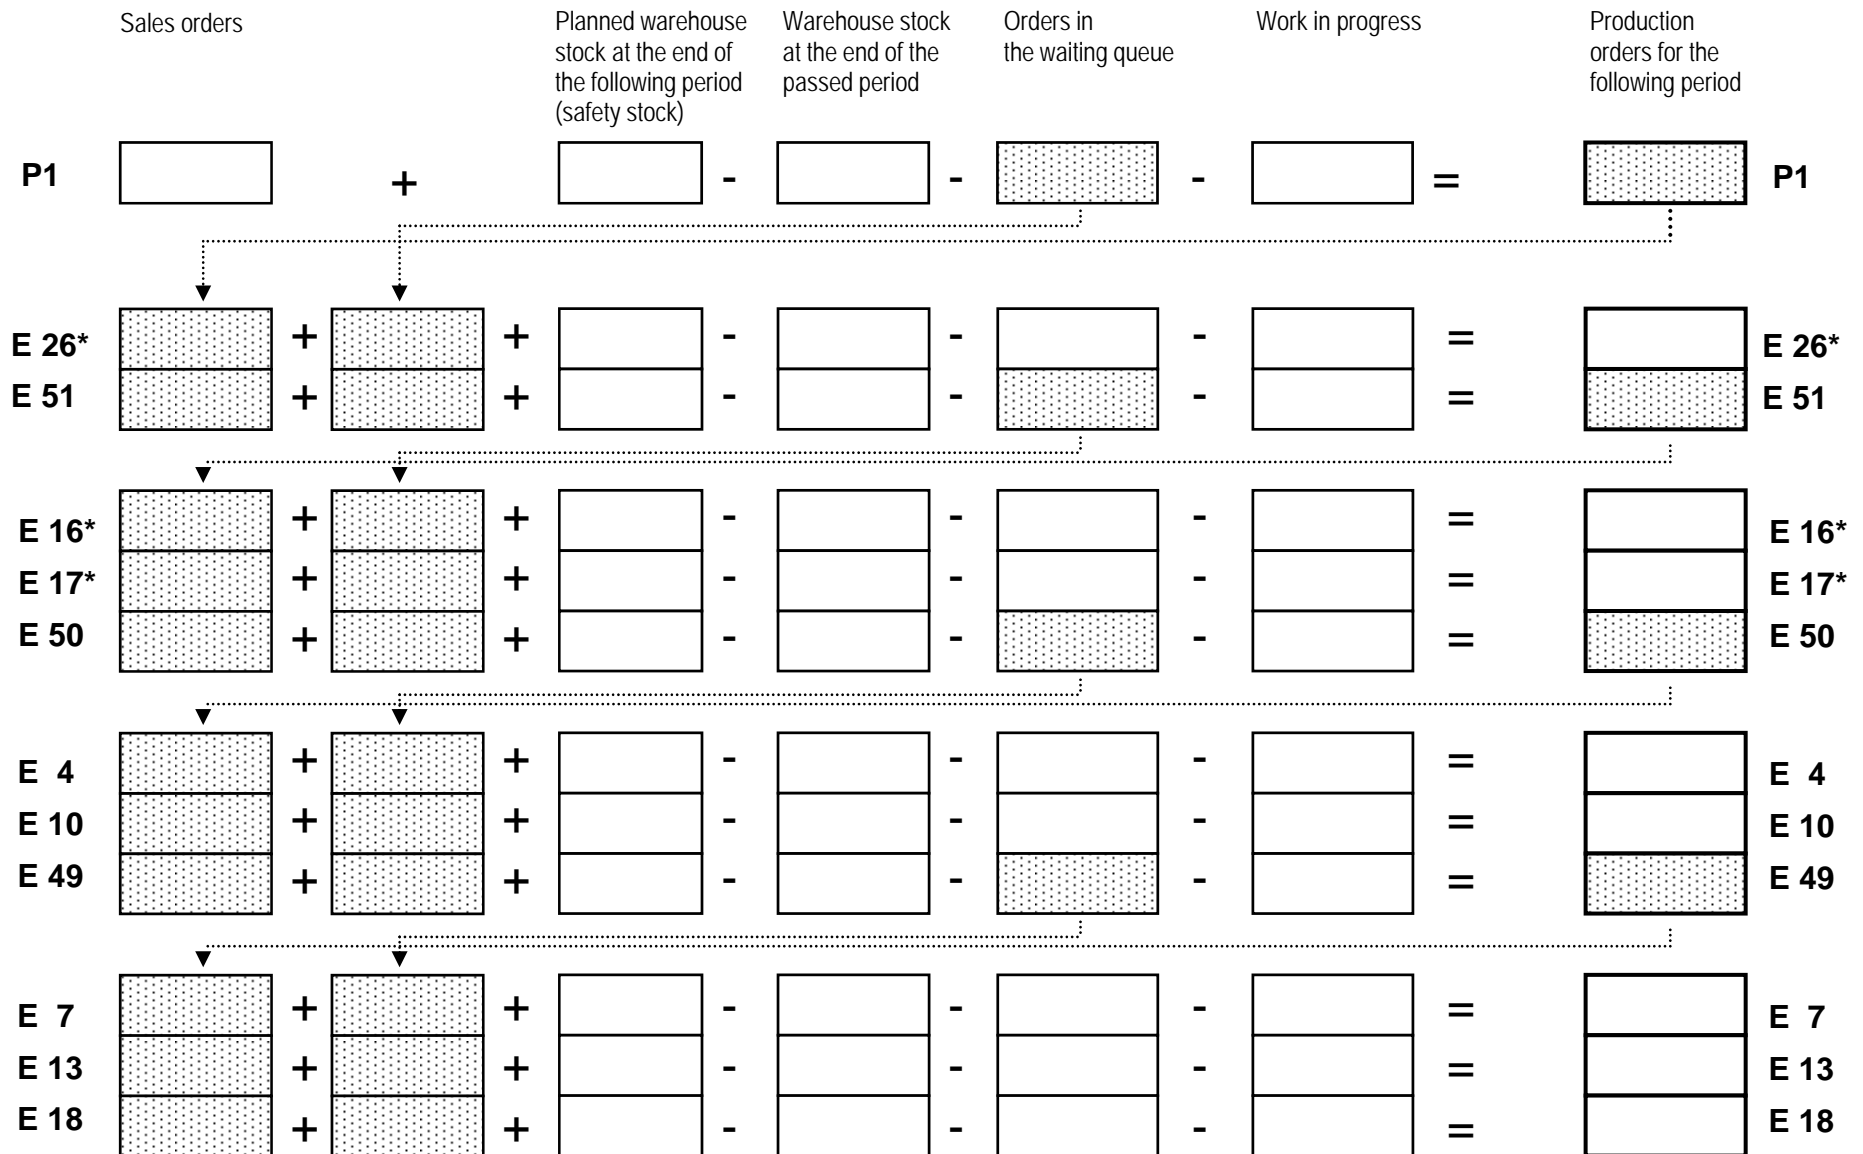 Sales orders
Planned warehouse
stock at the end of
the following period
(safety stock)
Warehouse stock
at the end of the
passed period
Orders in
the waiting queue
Work in progress
Production
orders for the
following period
P1 + - - - = P1
E 26* + + - - - = E 26*
E 51 + + - - - = E 51
E 16* + + - - - = E 16*
E 17* + + - - - = E 17*
E 50 + + - - - = E 50
E 4 + + - - - = E 4
E 10 + + - - - = E 10
E 49 + + - - - = E 49
E 7 + + - - - = E 7
E 13 + + - - - = E 13
E 18 + + - - - = E 18